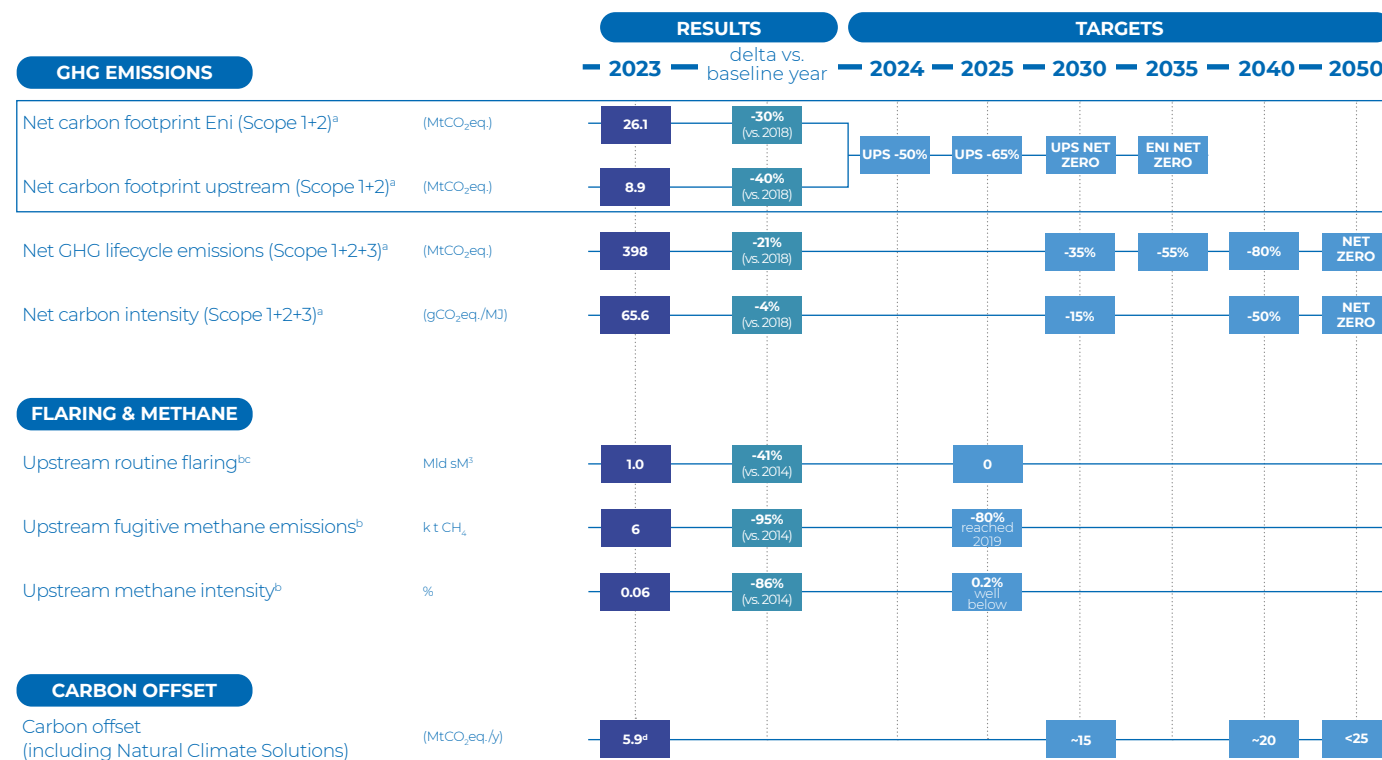 RESULTS TARGETS
GHG EMISSIONS 2023 delta vs. baseline year 2024 2025 2030 2035 2040 2050
Net carbon footprint Eni (Scope 1+2)ᵃ (MtCO₂eq.) 26.1 -30% (vs. 2018)
UPS -50% UPS -65% UPS NET ZERO ENI NET ZERO
Net carbon footprint upstream (Scope 1+2)ᵃ (MtCO₂eq.) 8.9 -40% (vs. 2018)
Net GHG lifecycle emissions (Scope 1+2+3)ᵃ (MtCO₂eq.) 398 -21% (vs. 2018) -35% -55% -80% NET ZERO
Net carbon intensity (Scope 1+2+3)ᵃ (gCO₂eq./MJ) 65.6 -4% (vs. 2018) -15% -50% NET ZERO
FLARING & METHANE
Upstream routine flaringᵇᶜ Mld sM³ 1.0 -41% (vs. 2014) 0
Upstream fugitive methane emissionsᵇ k t CH₄ 6 -95% (vs. 2014) -80% reached 2019
Upstream methane intensityᵇ % 0.06 -86% (vs. 2014) 0.2% well below
CARBON OFFSET
Carbon offset
(including Natural Climate Solutions) (MtCO₂eq./y) 5.9ᵈ ~15 ~20 <25